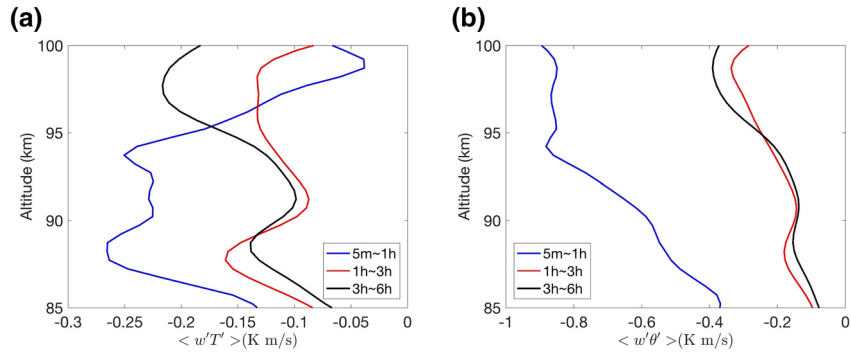 (a)
(b)
100
95
90
85
Altitude (km)
5m~1h
1h~3h
3h~6h
-0.3 -0.25 -0.2 -0.15 -0.1 -0.05 0
< w'T' >(K m/s)
100
95
90
85
Altitude (km)
5m~1h
1h~3h
3h~6h
-1 -0.8 -0.6 -0.4 -0.2 0
< w'θ' >(K m/s)